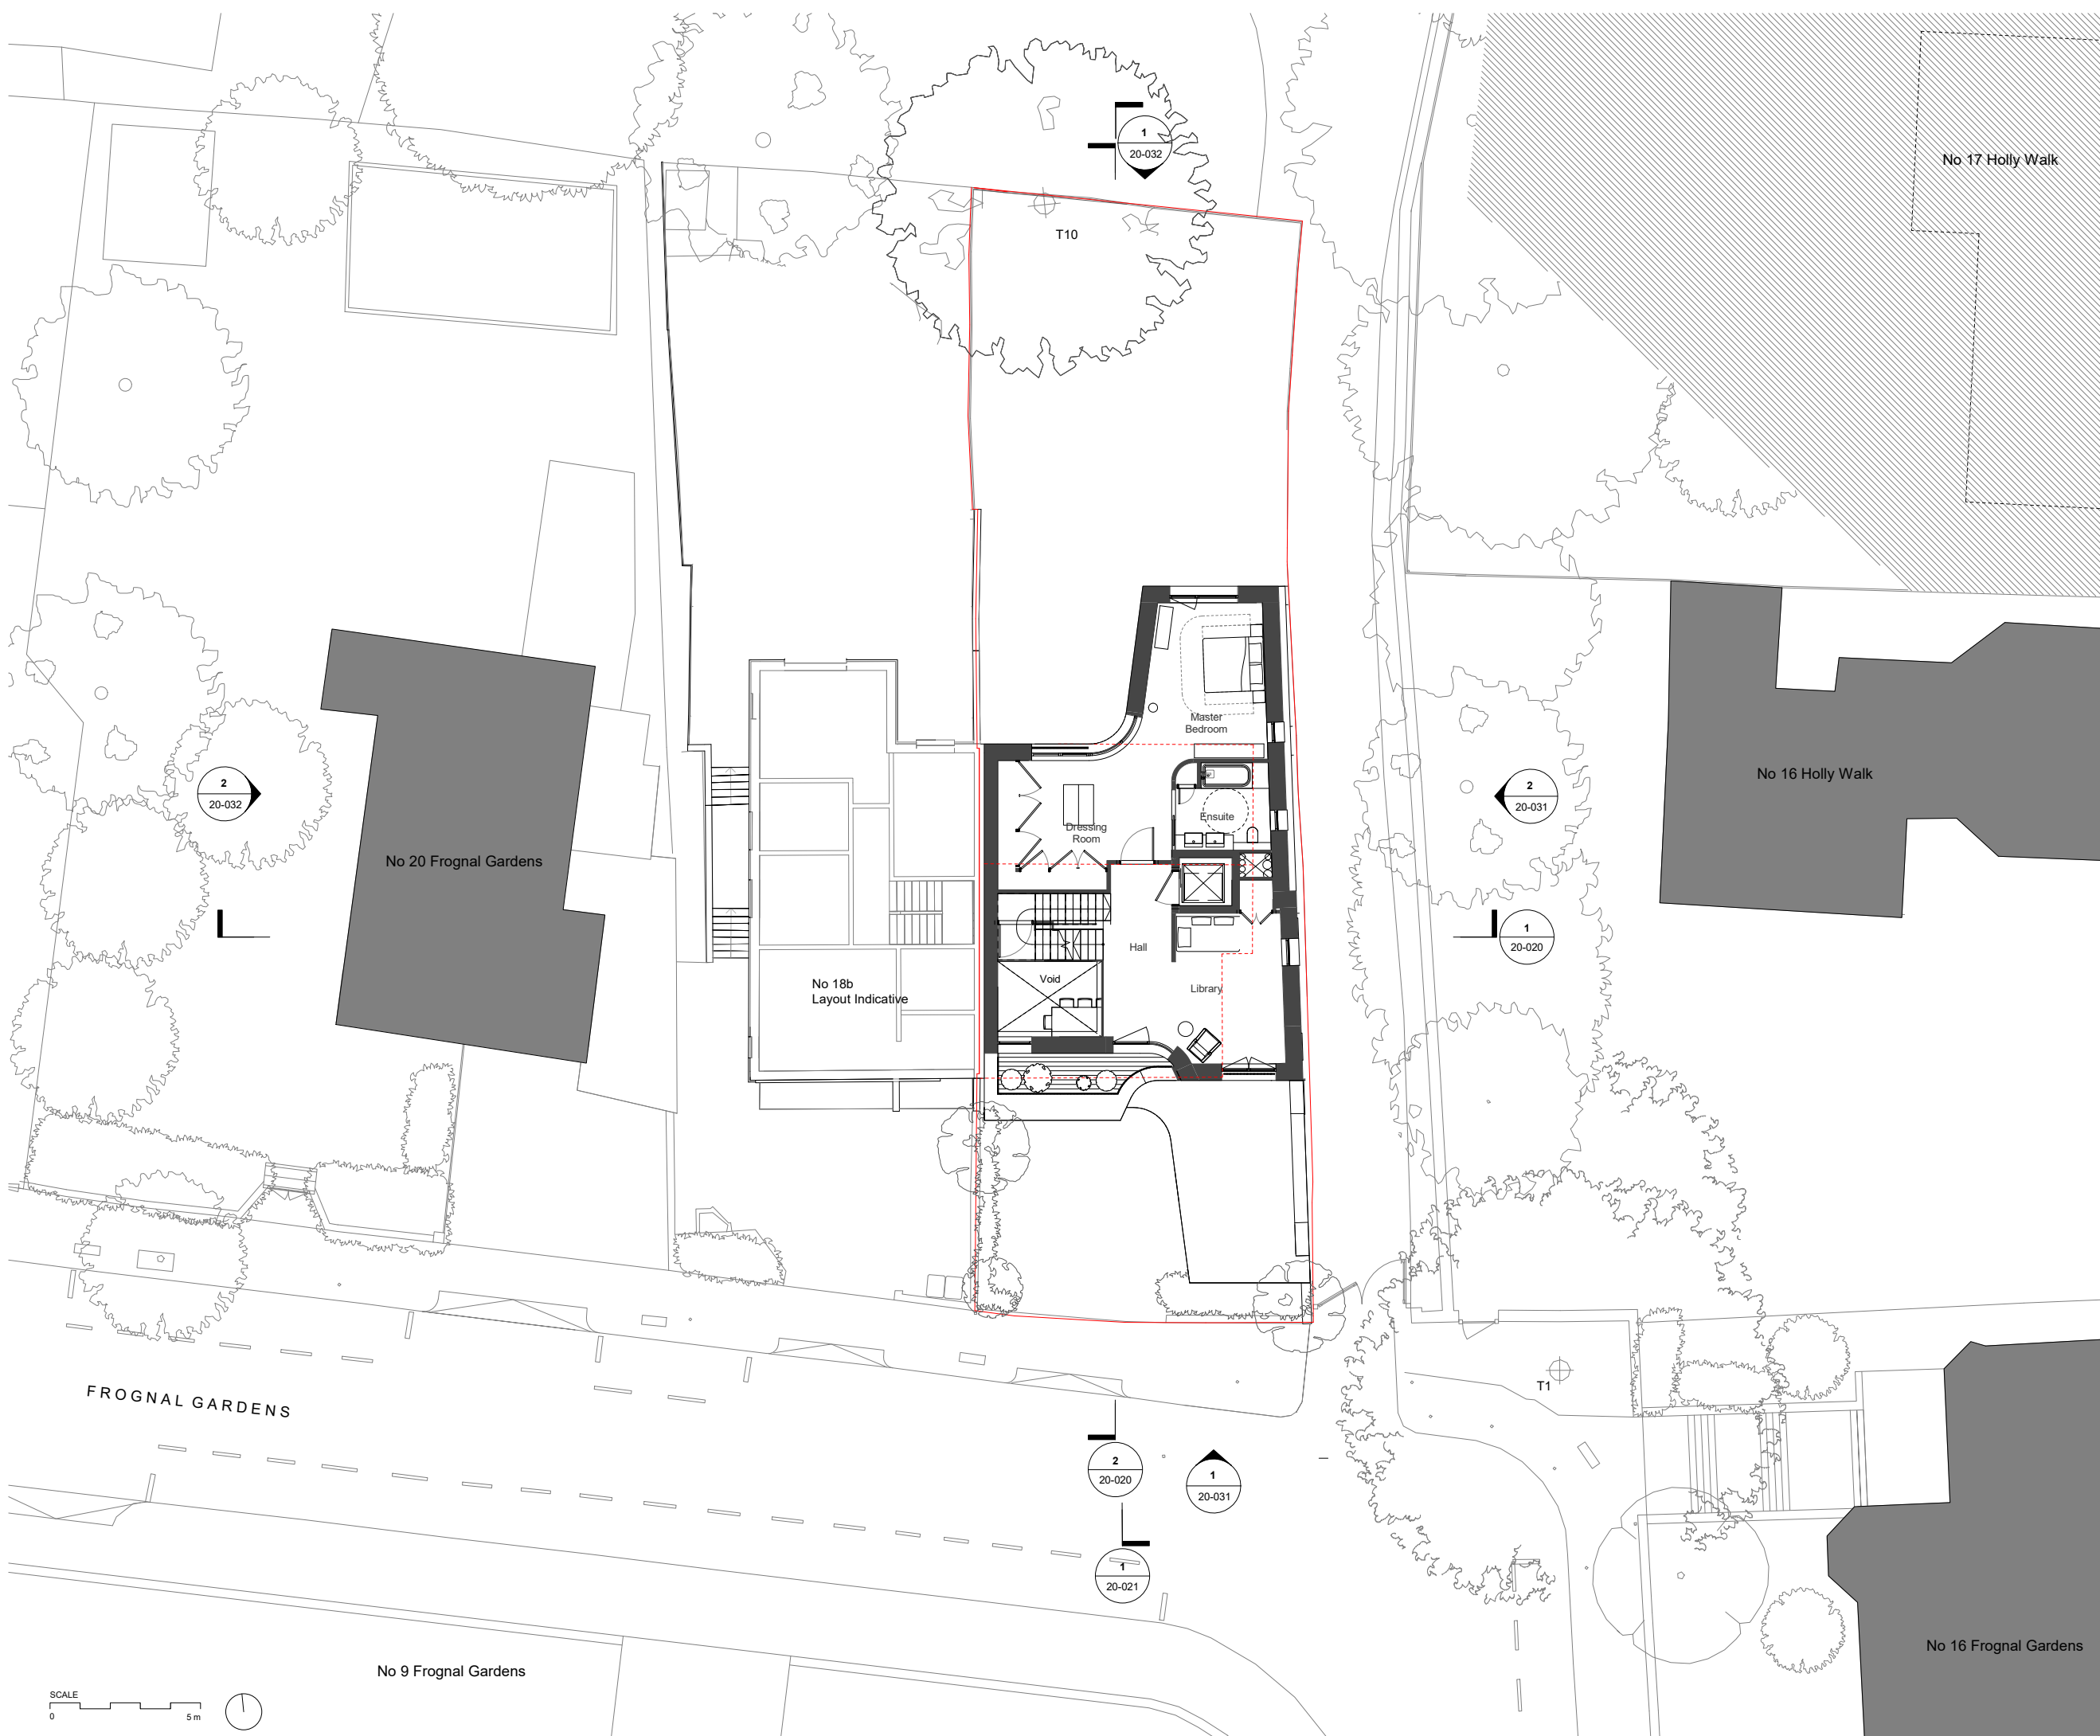 1
20-032
No 17 Holly Walk
T10
Master
Bedroom
2
20-032
2
20-031
No 16 Holly Walk
Ensuite
Dressing
Room
No 20 Frognal Gardens
1
20-020
Hall
Void
No 18b
Layout Indicative
Library
T1
FROGNAL GARDENS
2
20-020
1
20-031
1
20-021
No 16 Frognal Gardens
No 9 Frognal Gardens
SCALE
0
5 m